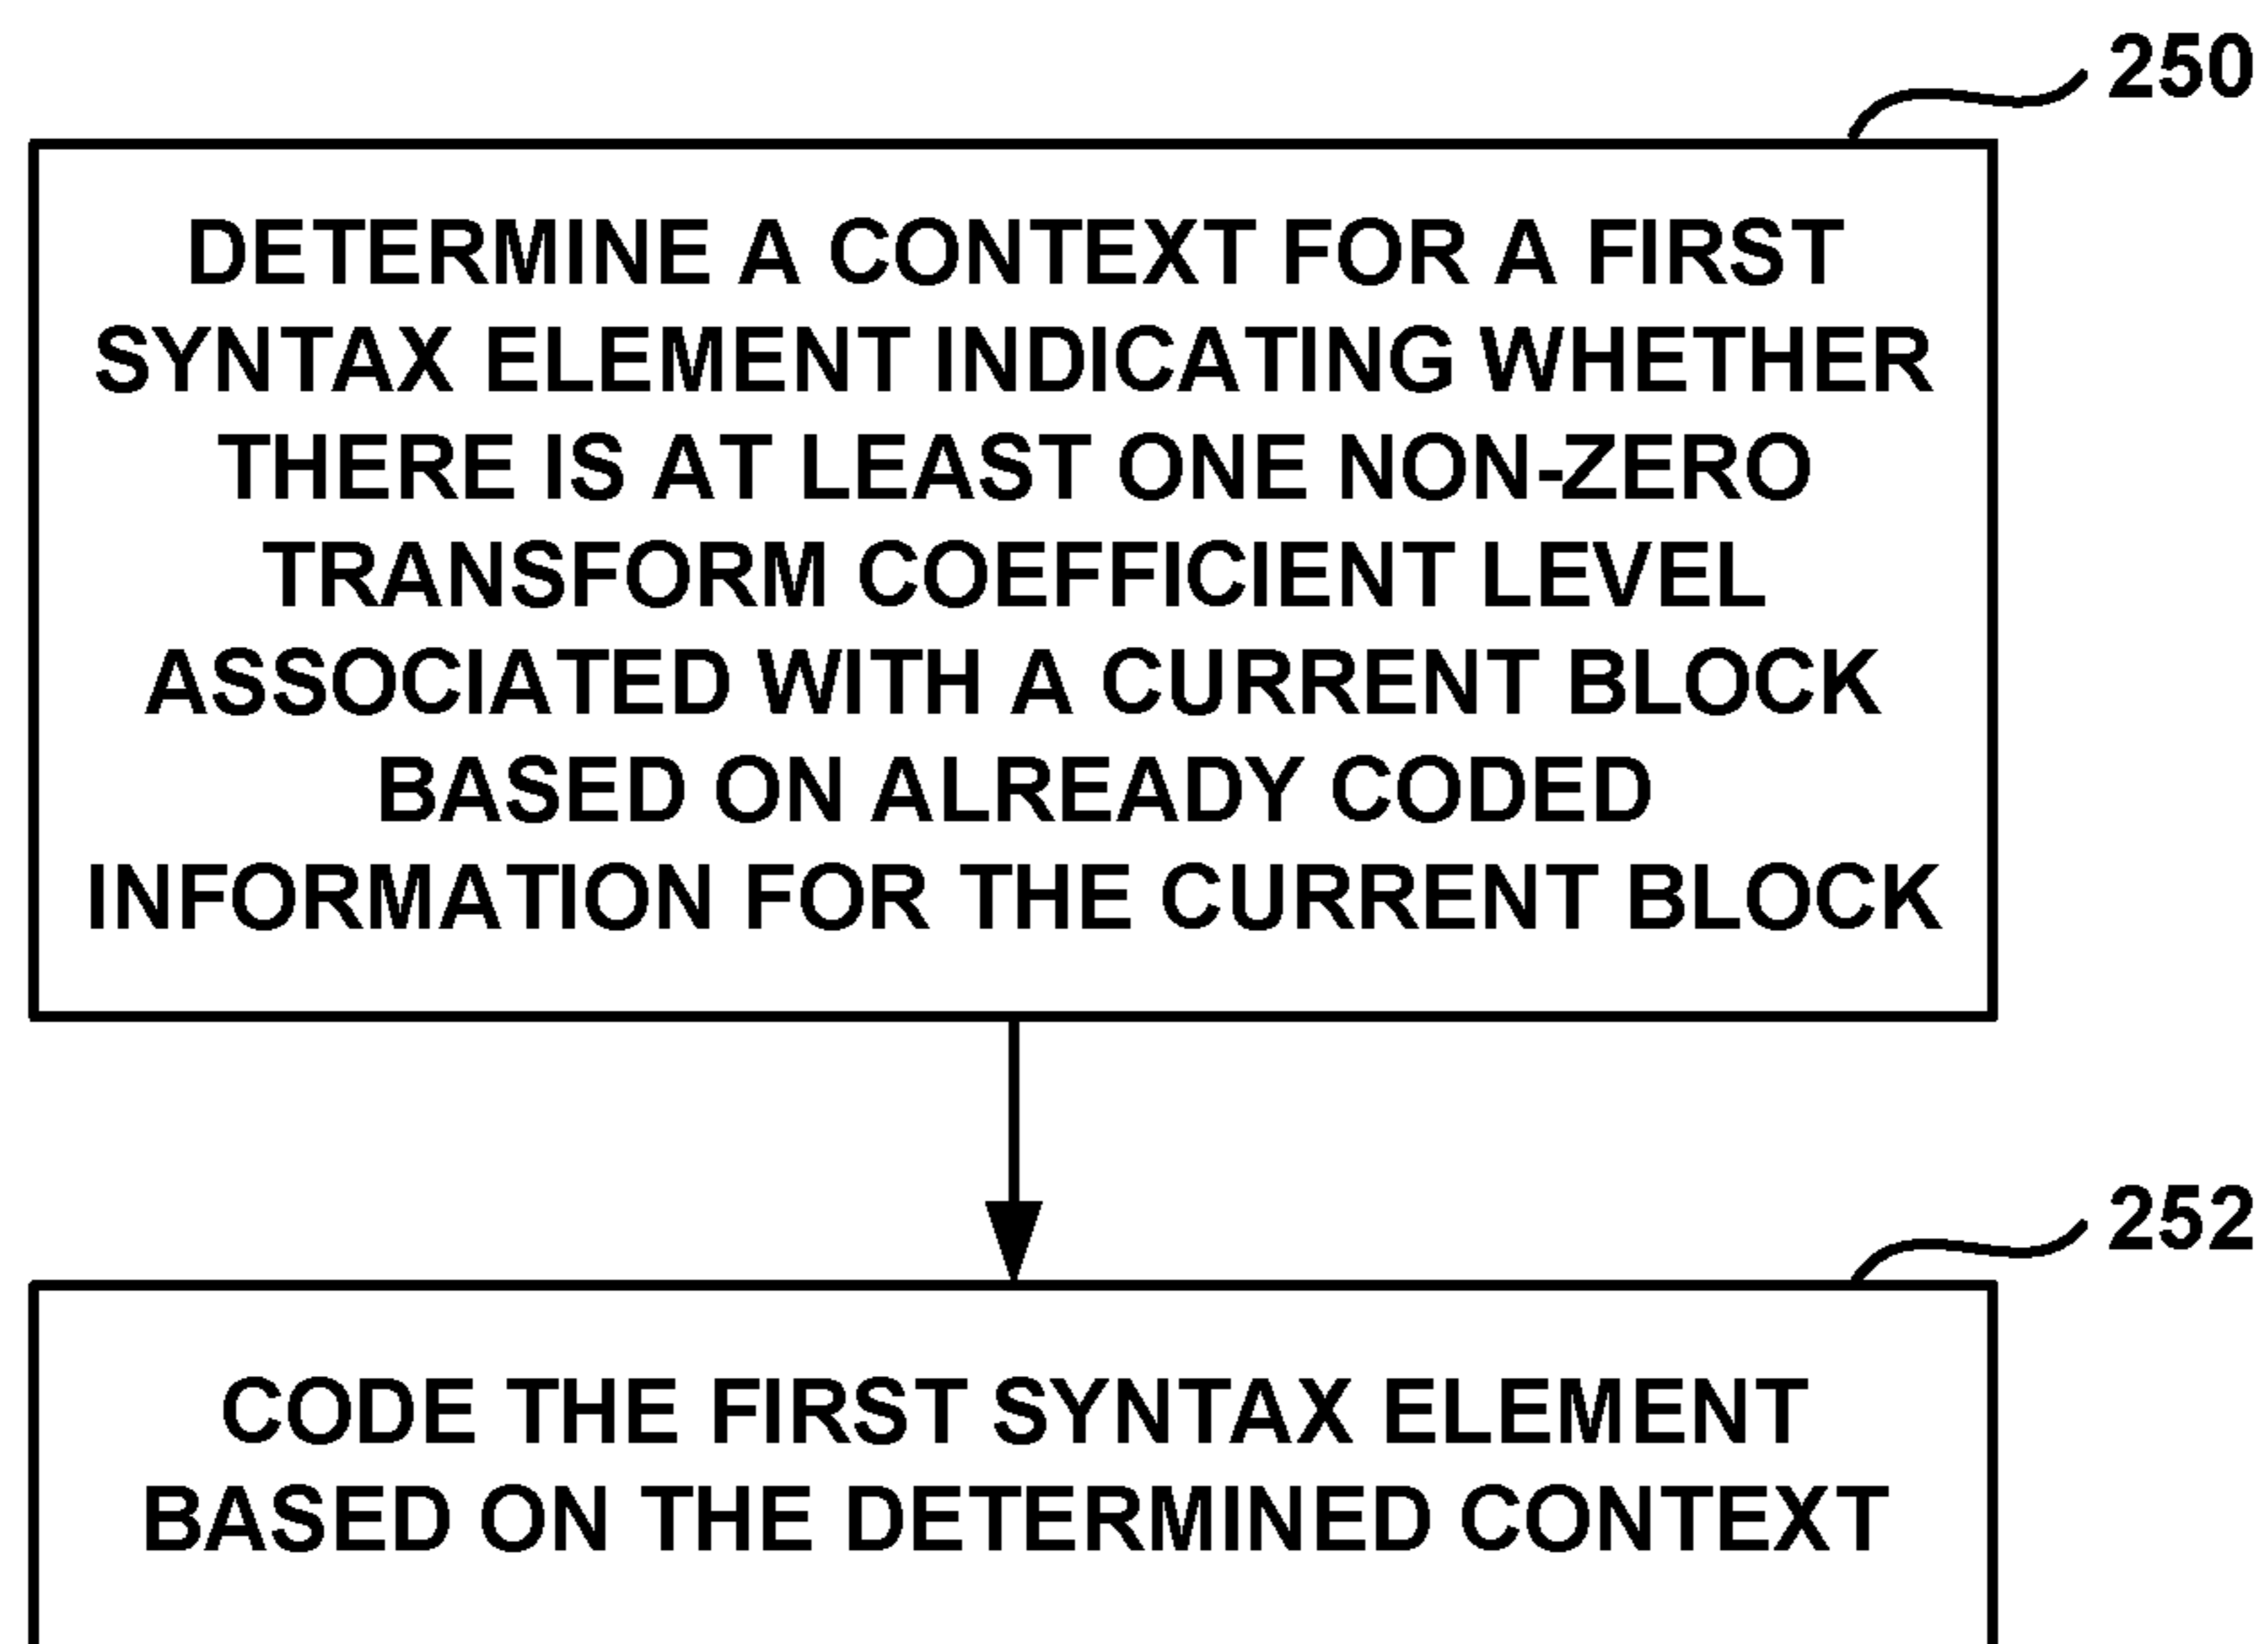 250
DETERMINE A CONTEXT FOR A FIRST
SYNTAX ELEMENT INDICATING WHETHER
THERE IS AT LEAST ONE NON-ZERO
TRANSFORM COEFFICIENT LEVEL
ASSOCIATED WITH A CURRENT BLOCK
BASED ON ALREADY CODED
INFORMATION FOR THE CURRENT BLOCK
252
CODE THE FIRST SYNTAX ELEMENT
BASED ON THE DETERMINED CONTEXT